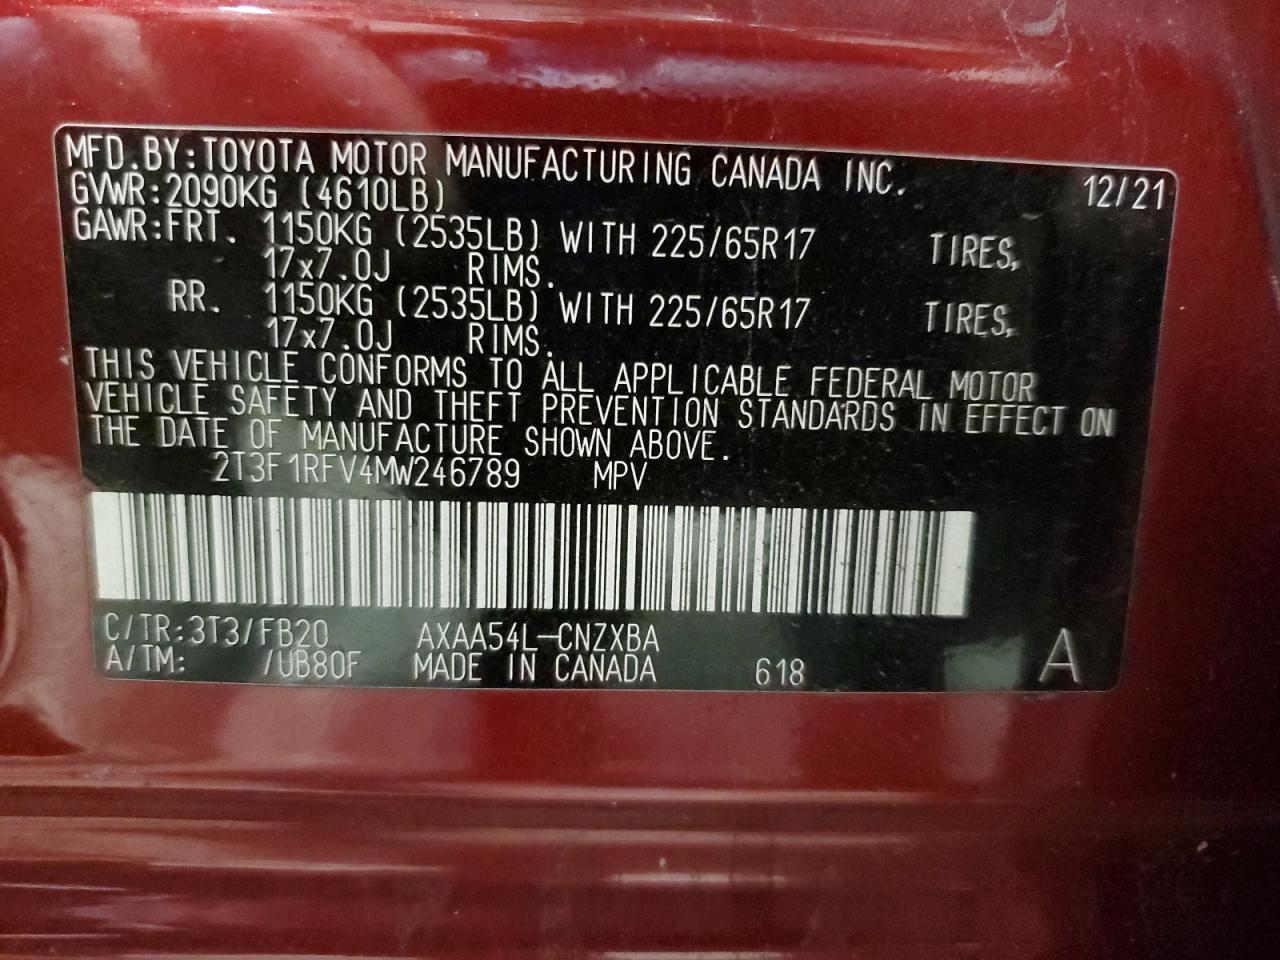 MFD.BY:TOYOTA MOTOR MANUFACTURING CANADA INC. 12/21
GVWR:2090KG (4610LB)
GAWR:FRT. 1150KG (2535LB) WITH 225/65R17 TIRES,
17x7.0J RIMS.
RR. 1150KG (2535LB) WITH 225/65R17 TIRES,
17x7.0J RIMS.
THIS VEHICLE CONFORMS TO ALL APPLICABLE FEDERAL MOTOR
VEHICLE SAFETY AND THEFT PREVENTION STANDARDS IN EFFECT ON
THE DATE OF MANUFACTURE SHOWN ABOVE.
2T3F1RFV4MW246789 MPV
C/TR:3T3/FB20 AXAA54L-CNZXBA
A/TM: /UB80F MADE IN CANADA 618 A